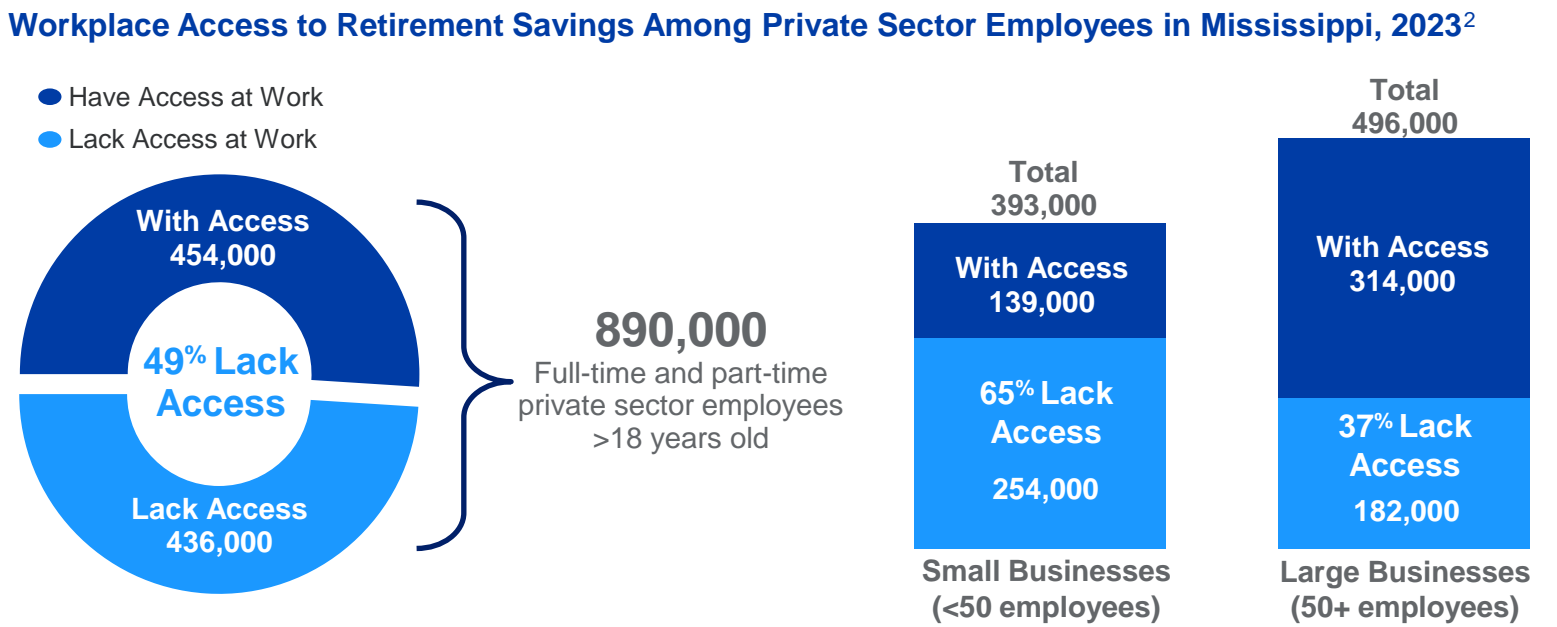 Workplace Access to Retirement Savings Among Private Sector Employees in Mississippi, 2023²
Have Access at Work
Lack Access at Work
With Access
454,000
49% Lack
Access
Lack Access
436,000
890,000
Full-time and part-time
private sector employees
>18 years old
Total
393,000
With Access
139,000
65% Lack
Access
254,000
Small Businesses
(<50 employees)
Total
496,000
With Access
314,000
37% Lack
Access
182,000
Large Businesses
(50+ employees)